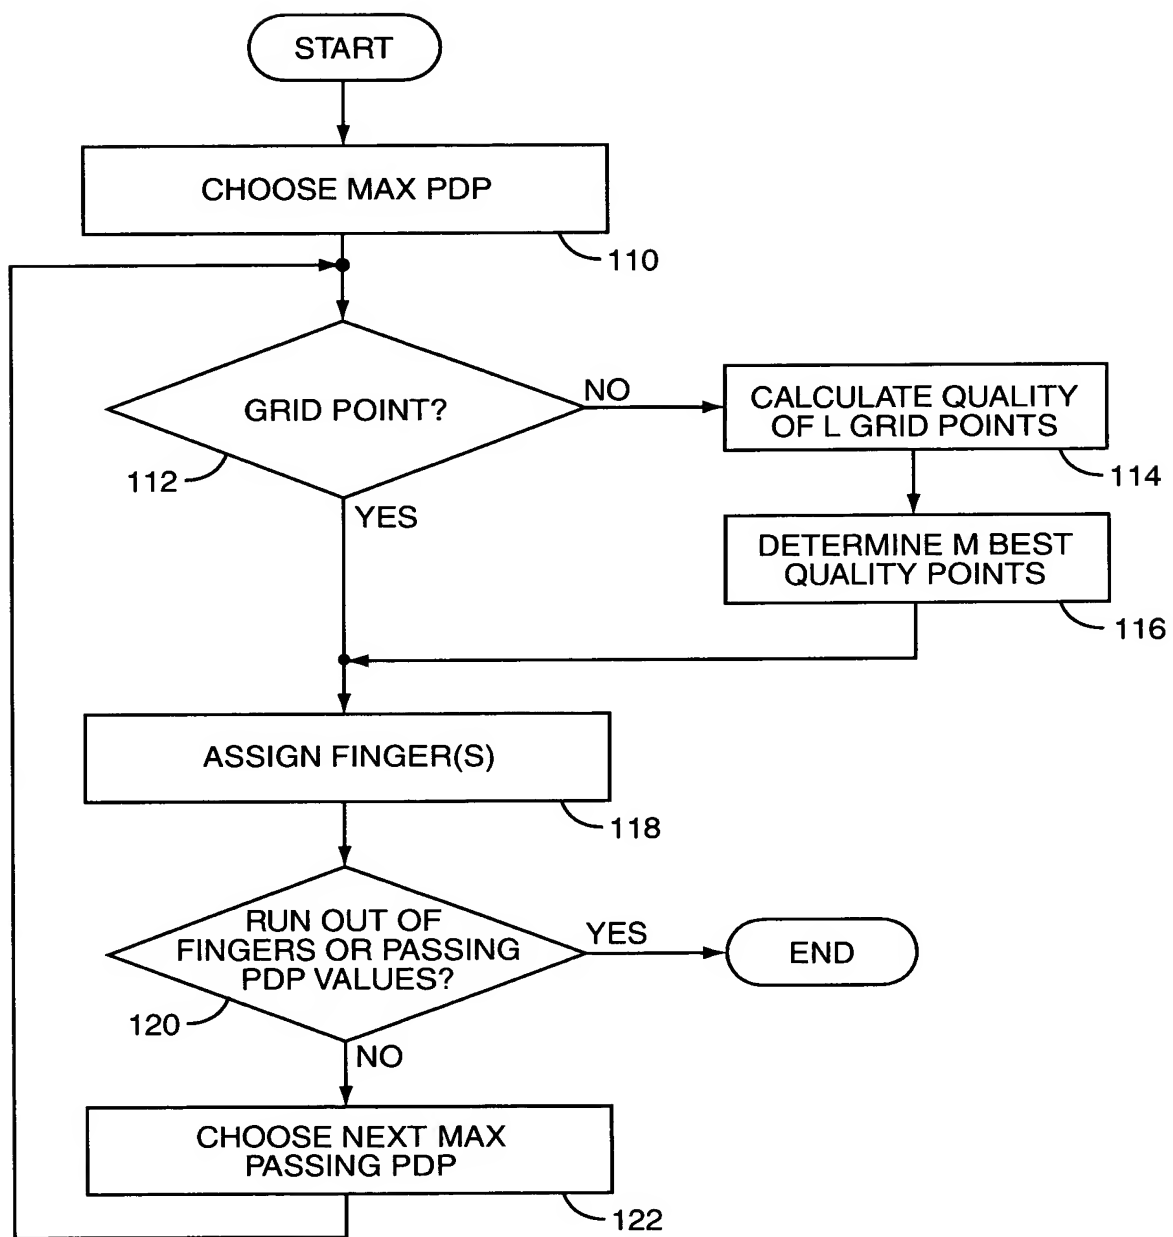 START
CHOOSE MAX PDP
110
GRID POINT?
112
NO
CALCULATE QUALITY
OF L GRID POINTS
114
YES
DETERMINE M BEST
QUALITY POINTS
116
ASSIGN FINGER(S)
118
RUN OUT OF
FINGERS OR PASSING
PDP VALUES?
120
YES
END
NO
CHOOSE NEXT MAX
PASSING PDP
122